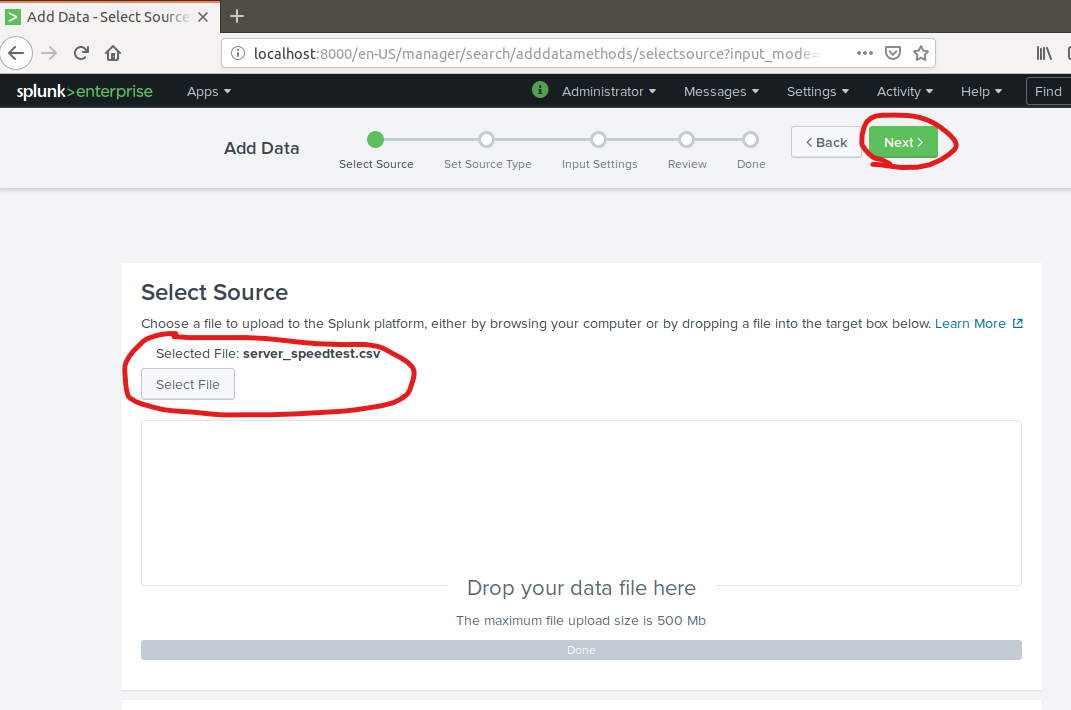 Add Data - Select Source
localhost:8000/en-US/manager/search/adddatamethods/selectsource?input_mode=
splunk>enterprise Apps Administrator Messages Settings Activity Help Find
Add Data
Select Source Set Source Type Input Settings Review Done
< Back Next >
Select Source
Choose a file to upload to the Splunk platform, either by browsing your computer or by dropping a file into the target box below. Learn More
Selected File: server_speedtest.csv
Select File
Drop your data file here
The maximum file upload size is 500 Mb
Done